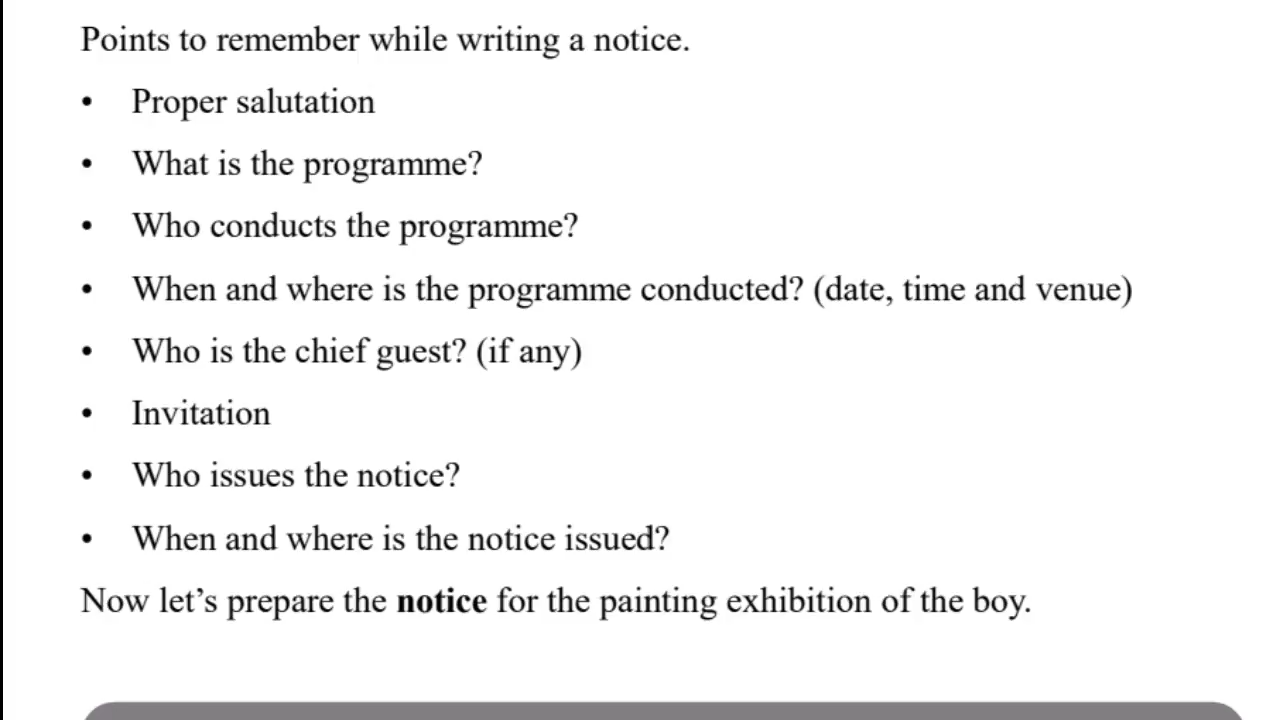 Points to remember while writing a notice.
• Proper salutation
• What is the programme?
• Who conducts the programme?
• When and where is the programme conducted? (date, time and venue)
• Who is the chief guest? (if any)
• Invitation
• Who issues the notice?
• When and where is the notice issued?
Now let’s prepare the notice for the painting exhibition of the boy.